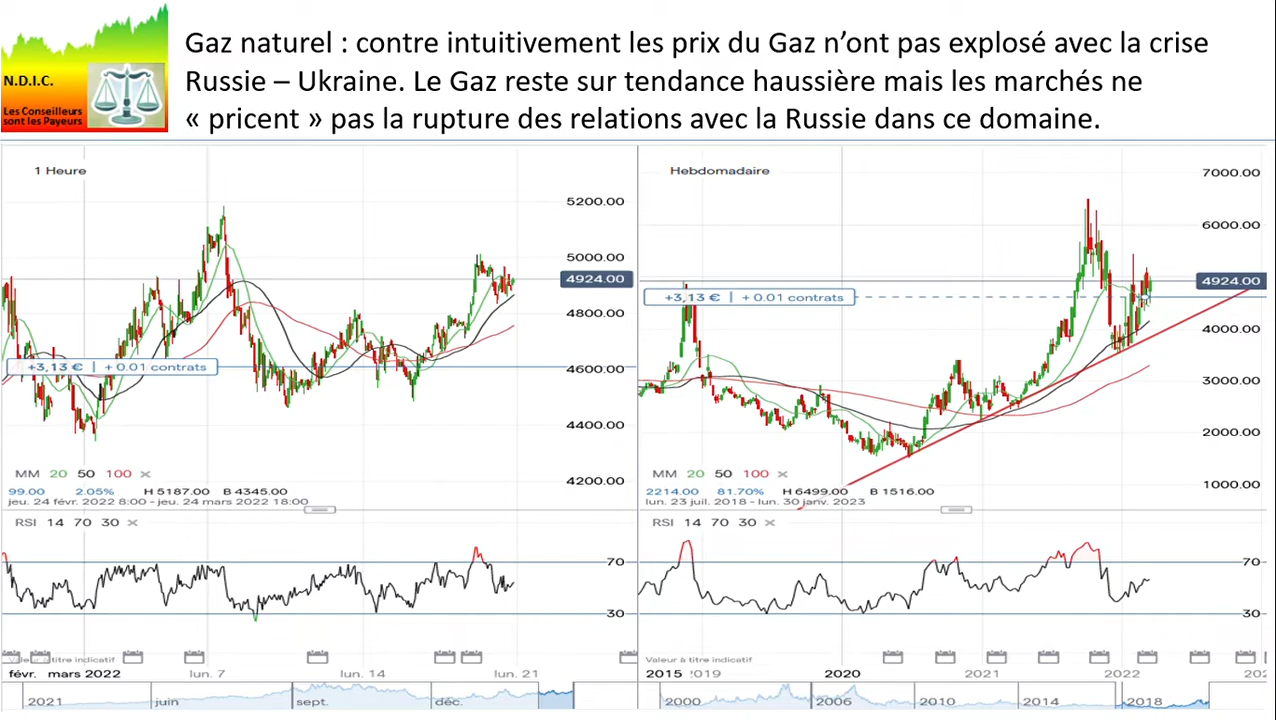 N.D.I.C.
Les Conseilleurs
sont les Payeurs
Gaz naturel : contre intuitivement les prix du Gaz n’ont pas explosé avec la crise
Russie – Ukraine. Le Gaz reste sur tendance haussière mais les marchés ne
« pricent » pas la rupture des relations avec la Russie dans ce domaine.
1 Heure
5200.00
5000.00
4924.00
4800.00
4600.00
4400.00
4200.00
+3,13 € | + 0.01 contrats
MM 20 50 100 ×
99.00 2.05% H 5187.00 B 4345.00
jeu. 24 févr. 2022 8:00 – jeu. 24 mars 2022 18:00
RSI 14 70 30 ×
70
30
Valeur à titre indicatif
févr. mars 2022 lun. 7 lun. 14 lun. 21
2021 juin sept. déc.
Hebdomadaire
7000.00
6000.00
4924.00
4000.00
3000.00
2000.00
1000.00
+3,13 € | + 0.01 contrats
MM 20 50 100 ×
2214.00 81.70% H 6499.00 B 1516.00
lun. 23 juil. 2018 - lun. 30 janv. 2023
RSI 14 70 30 ×
70
30
Valeur à titre indicatif
2015 2019 2020 2021 2022
2000 2006 2010 2014 2018